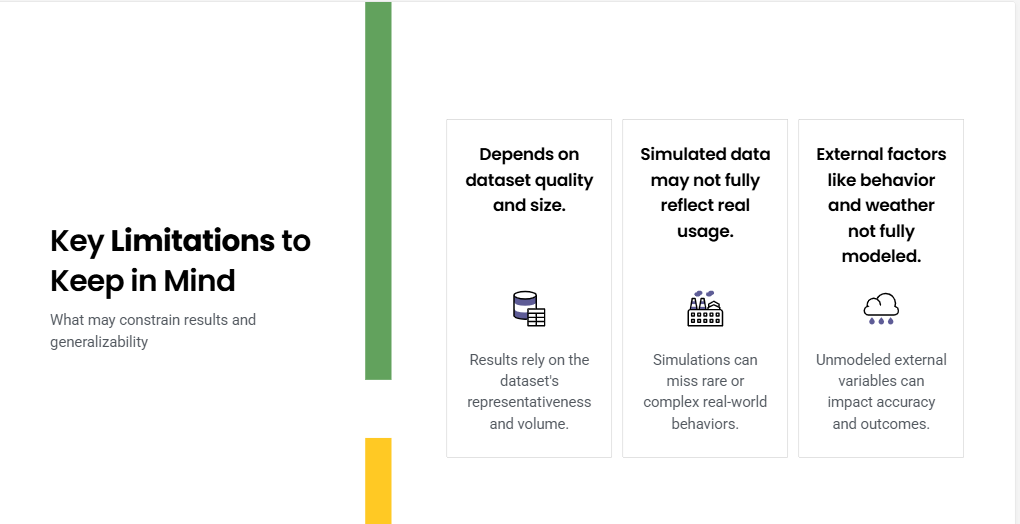 Key Limitations to
Keep in Mind
What may constrain results and
generalizability
Depends on
dataset quality
and size.
Results rely on the
dataset's
representativeness
and volume.
Simulated data
may not fully
reflect real
usage.
Simulations can
miss rare or
complex real-world
behaviors.
External factors
like behavior
and weather
not fully
modeled.
Unmodeled external
variables can
impact accuracy
and outcomes.